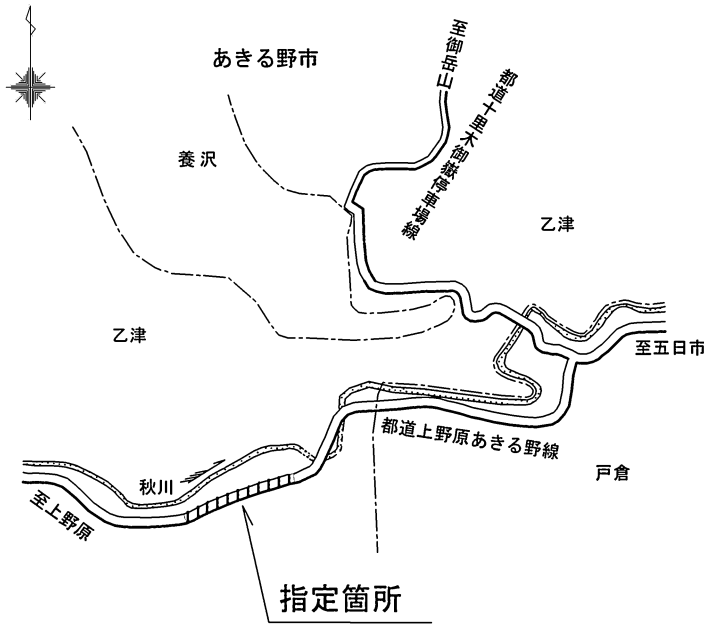 あきる野市
至御岳山
都道十里木御嶽停車場線
養沢
乙津
乙津
至五日市
都道上野原あきる野線
戸倉
秋川
至上野原
指定箇所